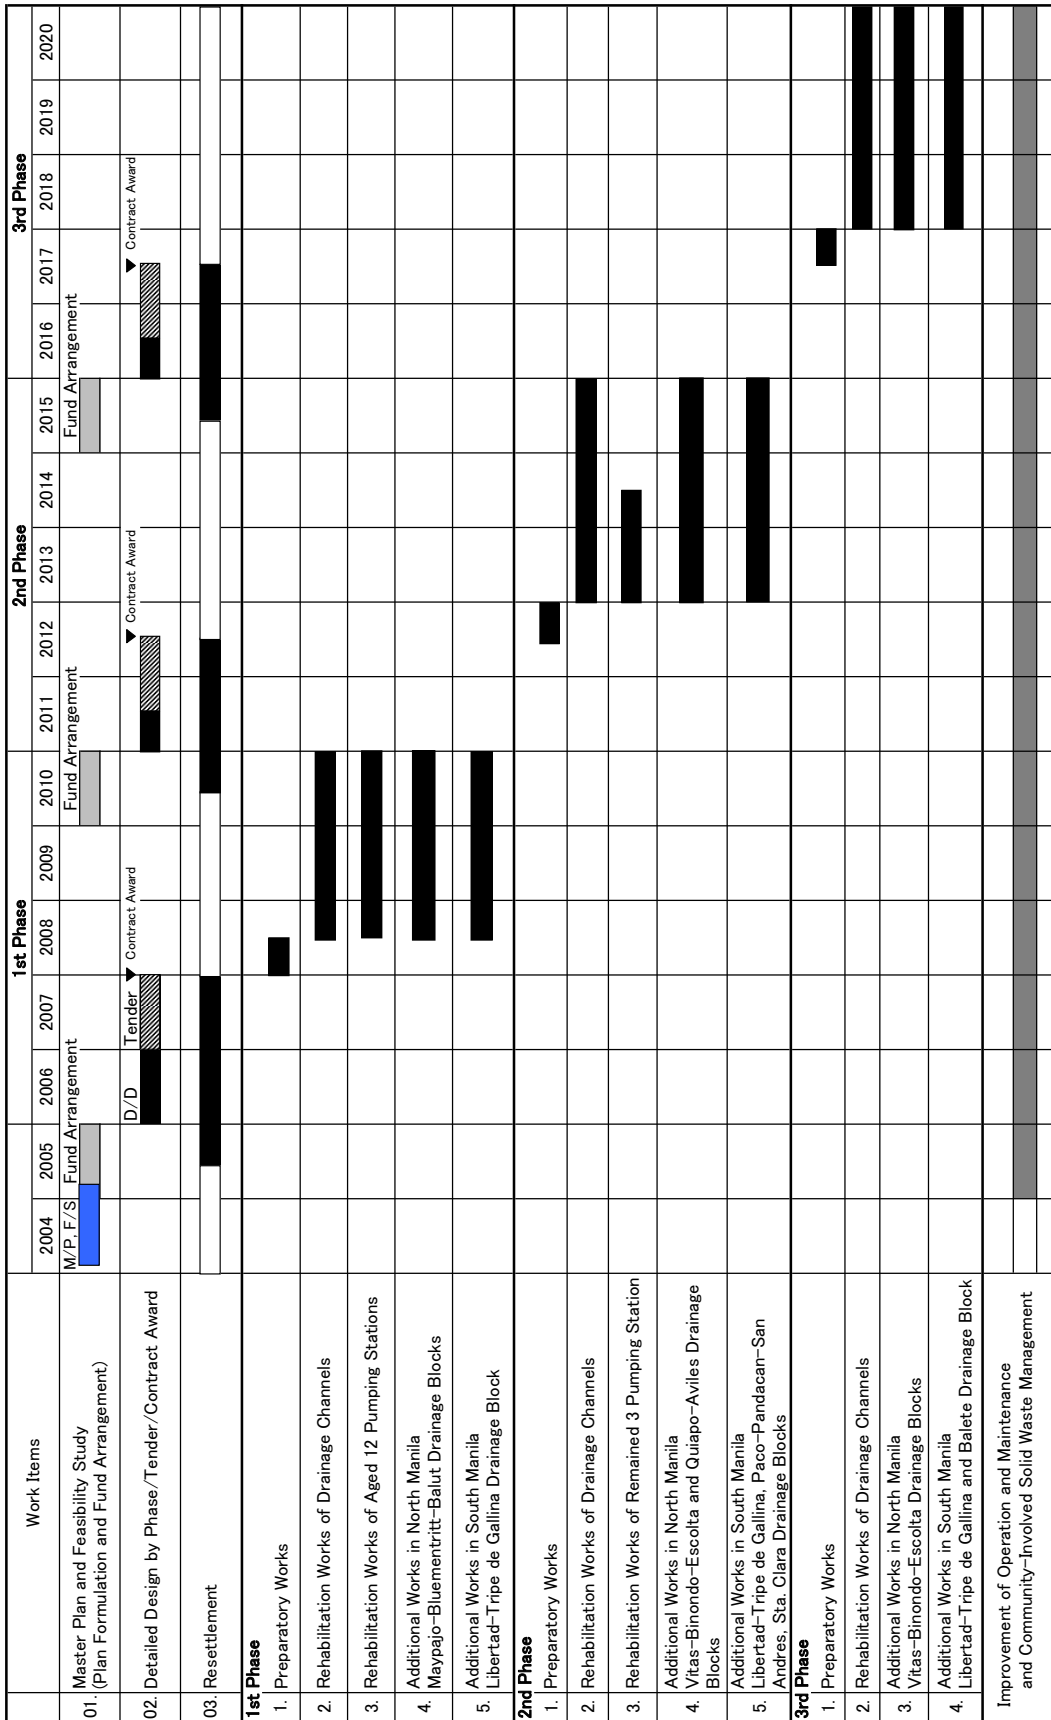 Work Items
1st Phase
2nd Phase
3rd Phase
2004 2005 2006 2007 2008 2009 2010 2011 2012 2013 2014 2015 2016 2017 2018 2019 2020
01. Master Plan and Feasibility Study
(Plan Formulation and Fund Arrangement)
M/P, F/S Fund Arrangement
Fund Arrangement
Fund Arrangement
02. Detailed Design by Phase/Tender/Contract Award
D/D
Tender
Contract Award
Contract Award
Contract Award
03. Resettlement
1st Phase
1. Preparatory Works
2. Rehabilitation Works of Drainage Channels
3. Rehabilitation Works of Aged 12 Pumping Stations
4. Additional Works in North Manila
Maypajo-Bluementritt-Balut Drainage Blocks
5. Additional Works in South Manila
Libertad-Tripe de Gallina Drainage Block
2nd Phase
1. Preparatory Works
2. Rehabilitation Works of Drainage Channels
3. Rehabilitation Works of Remained 3 Pumping Station
4. Additional Works in North Manila
Vitas-Binondo-Escolta and Quiapo-Aviles Drainage
Blocks
5. Additional Works in South Manila
Libertad-Tripe de Gallina, Paco-Pandacan-San
Andres, Sta. Clara Drainage Blocks
3rd Phase
1. Preparatory Works
2. Rehabilitation Works of Drainage Channels
3. Additional Works in North Manila
Vitas-Binondo-Escolta Drainage Blocks
4. Additional Works in South Manila
Libertad-Tripe de Gallina and Balete Drainage Block
Improvement of Operation and Maintenance
and Community-Involved Solid Waste Management